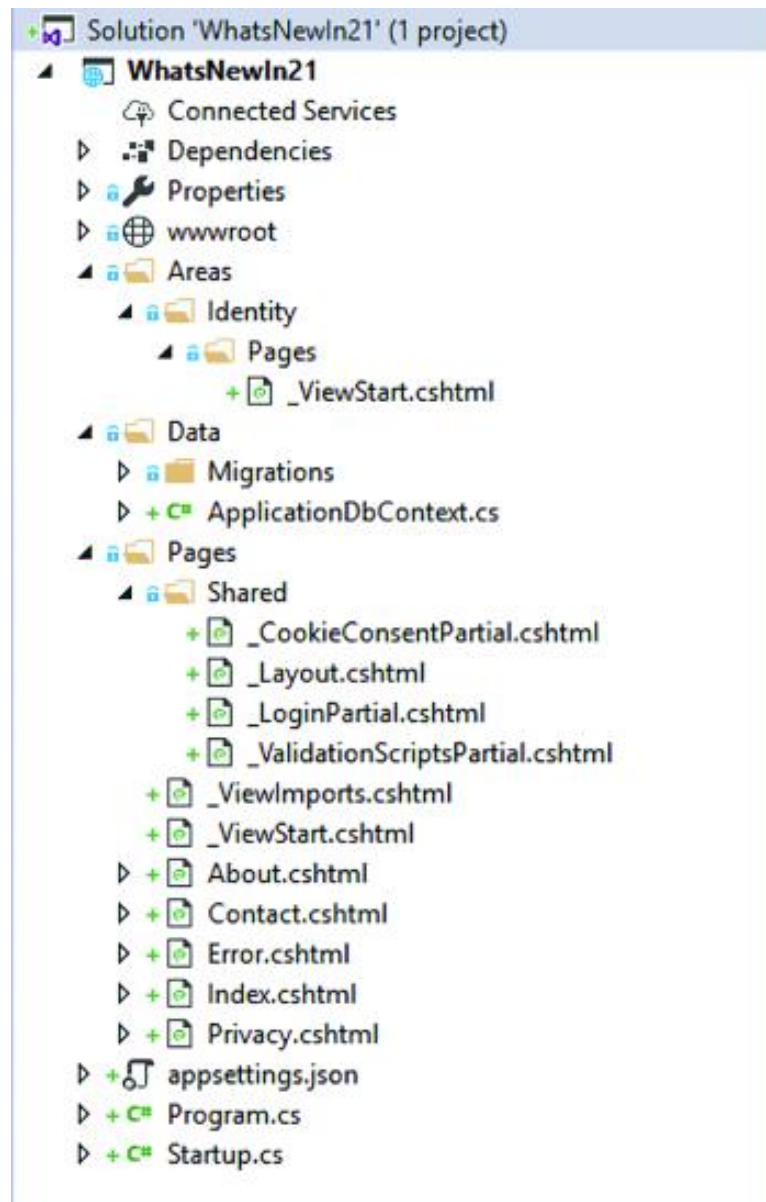 Solution 'WhatsNewIn21' (1 project)
WhatsNewIn21
Connected Services
Dependencies
Properties
wwwroot
Areas
Identity
Pages
_ViewStart.cshtml
Data
Migrations
C# ApplicationDbContext.cs
Pages
Shared
_CookieConsentPartial.cshtml
_Layout.cshtml
_LoginPartial.cshtml
_ValidationScriptsPartial.cshtml
_ViewImports.cshtml
_ViewStart.cshtml
About.cshtml
Contact.cshtml
Error.cshtml
Index.cshtml
Privacy.cshtml
appsettings.json
C# Program.cs
C# Startup.cs